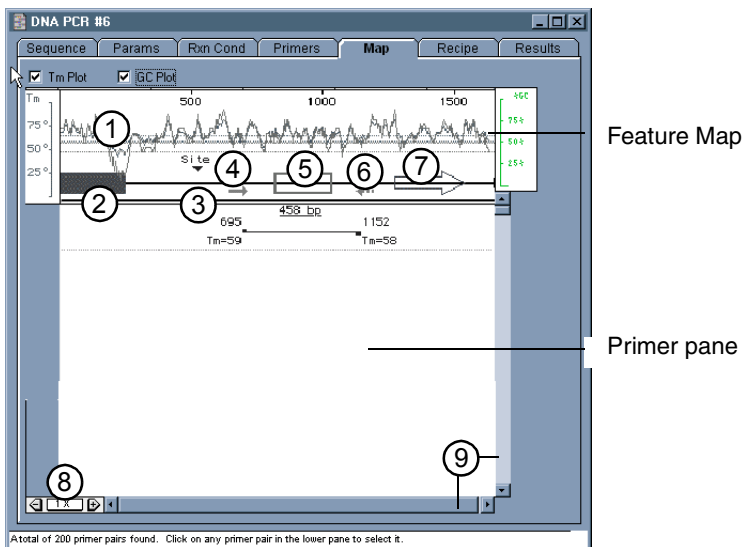 DNA PCR #6
Sequence Params Rxn Cond Primers Map Recipe Results
Tm Plot GC Plot
Tm 500 1000 1500 %GC
75° 75%
50° 50%
25° 25%
1
Site
4 5 6 7
2 3
458 bp
695 1152
Tm=59 Tm=58
Feature Map
Primer pane
9
8
1X
A total of 200 primer pairs found. Click on any primer pair in the lower pane to select it.